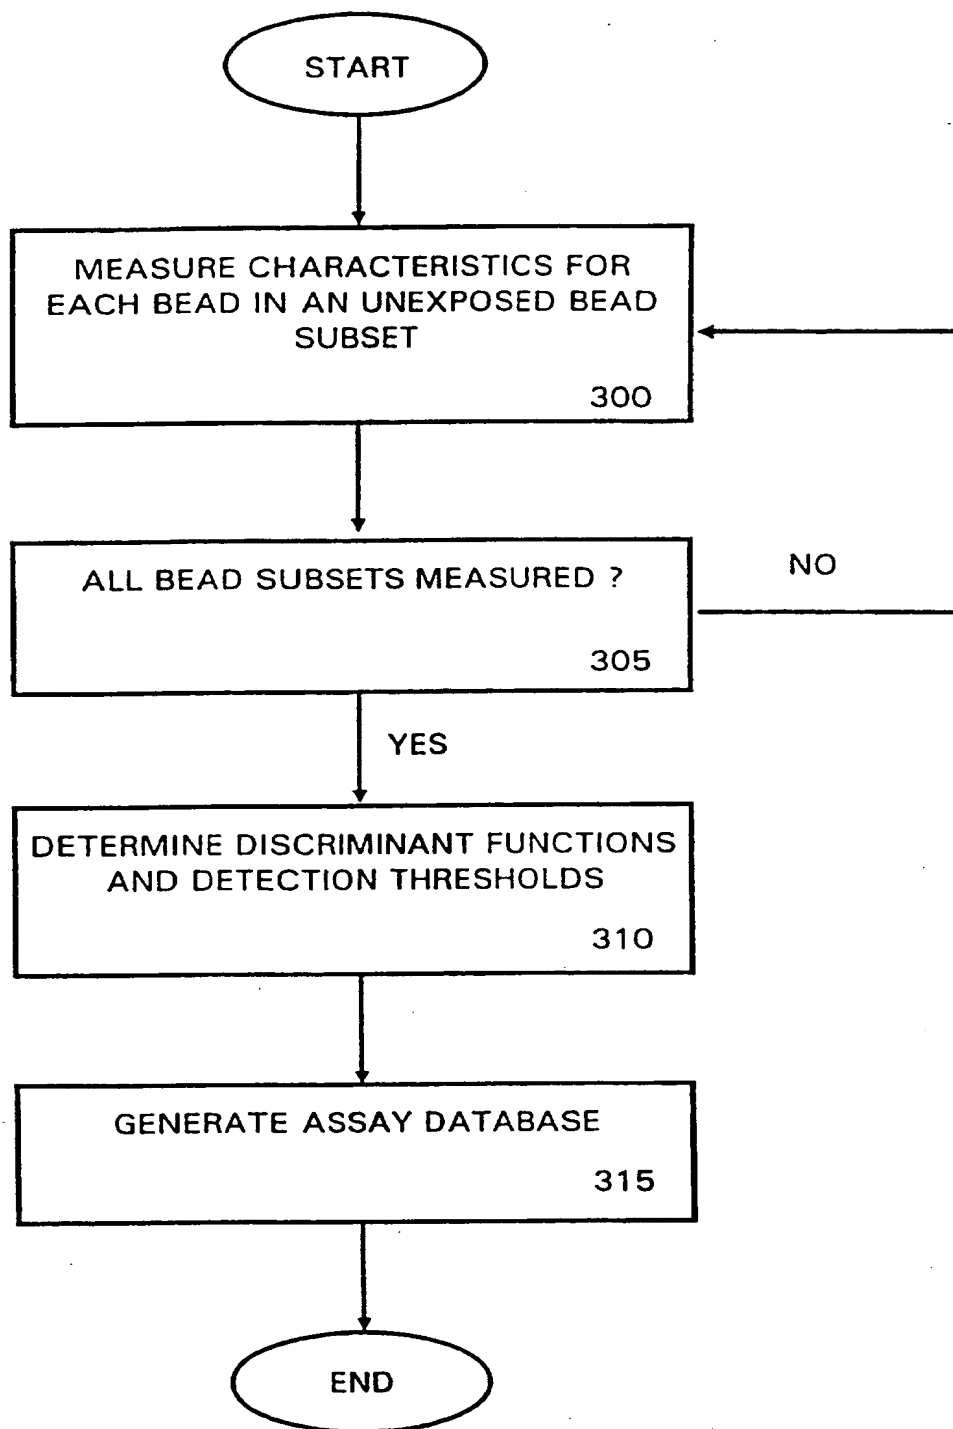 START
MEASURE CHARACTERISTICS FOR
EACH BEAD IN AN UNEXPOSED BEAD
SUBSET
300
ALL BEAD SUBSETS MEASURED ?
NO
305
YES
DETERMINE DISCRIMINANT FUNCTIONS
AND DETECTION THRESHOLDS
310
GENERATE ASSAY DATABASE
315
END